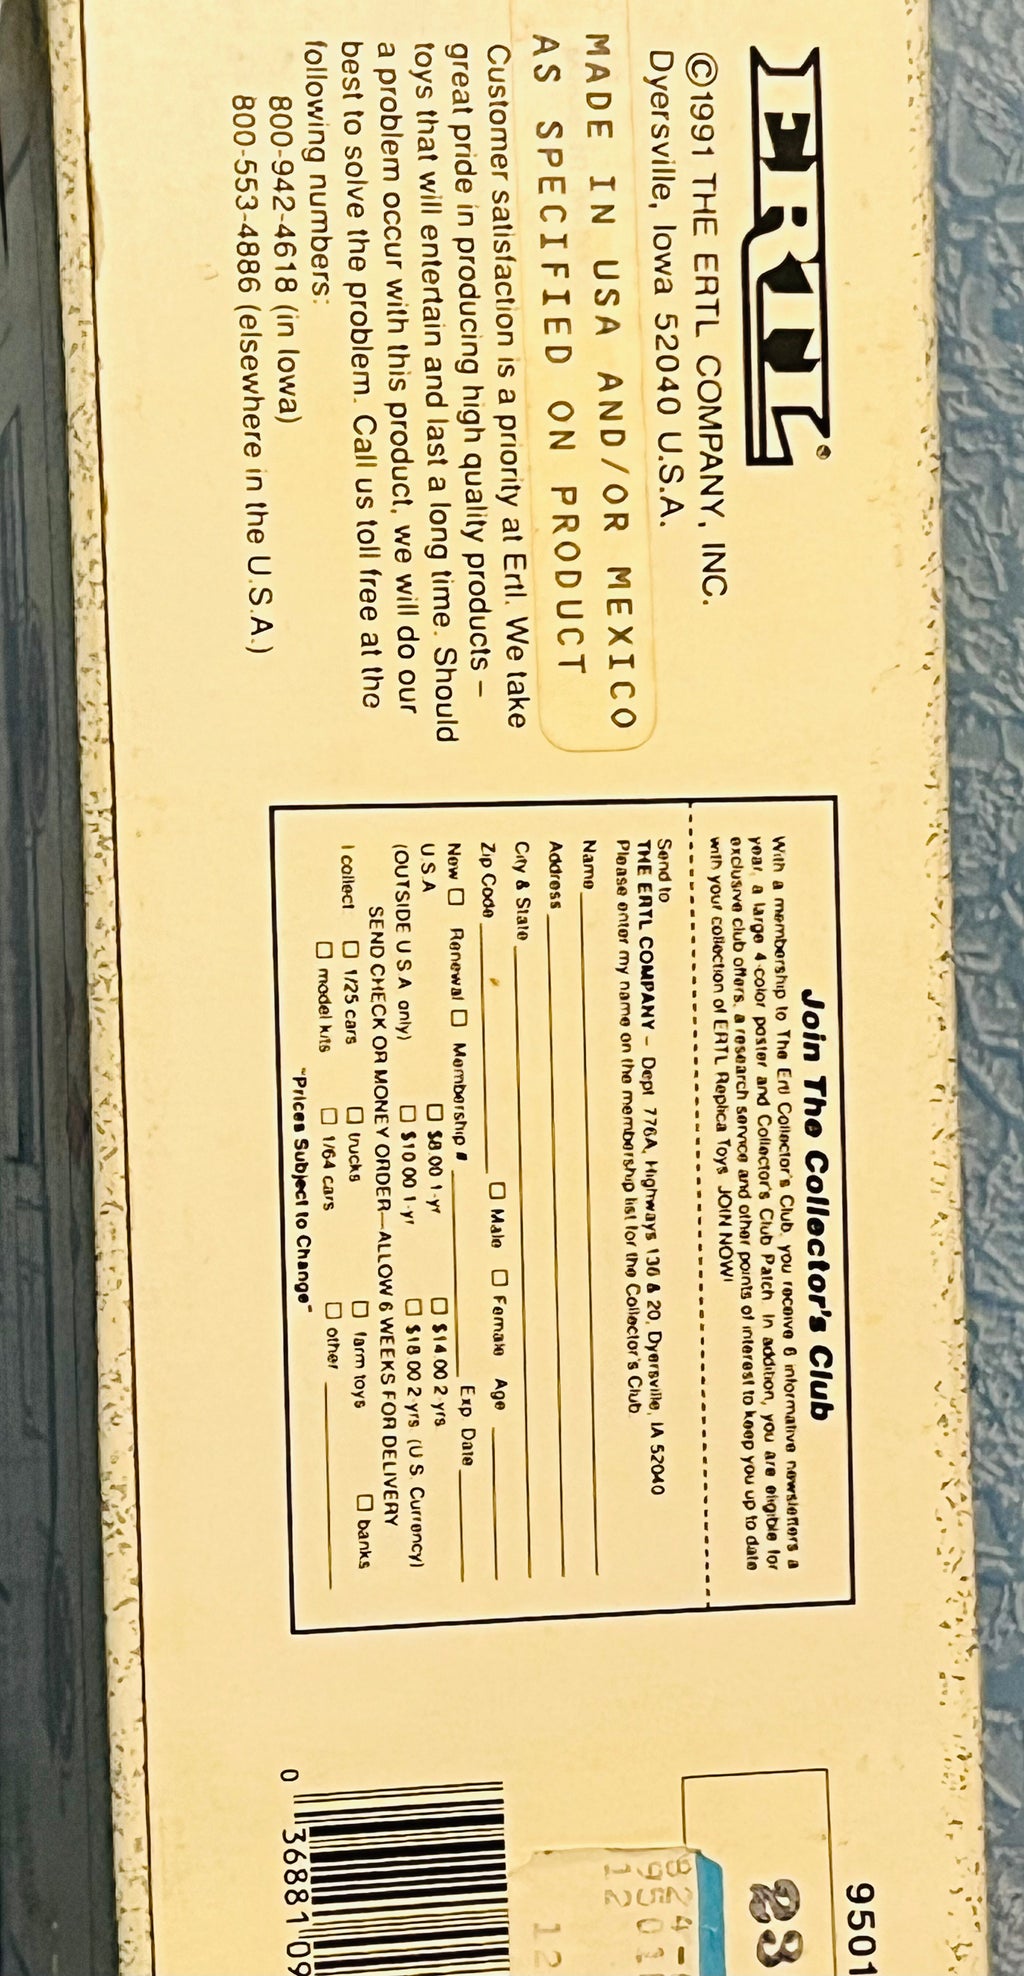 ERTL®
©1991 THE ERTL COMPANY, INC.
Dyersville, Iowa 52040 U.S.A.
MADE IN USA AND/OR MEXICO
AS SPECIFIED ON PRODUCT
Customer satisfaction is a priority at Ertl. We take
great pride in producing high quality products –
toys that will entertain and last a long time. Should
a problem occur with this product, we will do our
best to solve the problem. Call us toll free at the
following numbers:
800-942-4618 (in Iowa)
800-553-4886 (elsewhere in the U.S.A.)
Join The Collector's Club
With a membership to The Ertl Collector's Club, you receive 6 informative newsletters a
year, a large 4-color poster and Collector's Club Patch. In addition, you are eligible for
exclusive club offers, a research service and other points of interest to keep you up to date
with your collection of ERTL Replica Toys. JOIN NOW!
Send to
THE ERTL COMPANY – Dept 776A, Highways 136 & 20, Dyersville, IA 52040
Please enter my name on the membership list for the Collector's Club
Name
Address
City & State
Zip Code □ Male □ Female Age
New □ Renewal □ Membership # Exp Date
U.S.A □ $8.00 1-yr □ $14.00 2-yrs
(OUTSIDE U.S.A. only) □ $10.00 1-yr □ $18.00 2-yrs (U.S. Currency)
SEND CHECK OR MONEY ORDER—ALLOW 6 WEEKS FOR DELIVERY
I collect □ 1/25 cars □ trucks □ farm toys □ banks
□ model kits □ 1/64 cars □ other
"Prices Subject to Change"
9501
23
824-
9501
12
12
0 36881 09